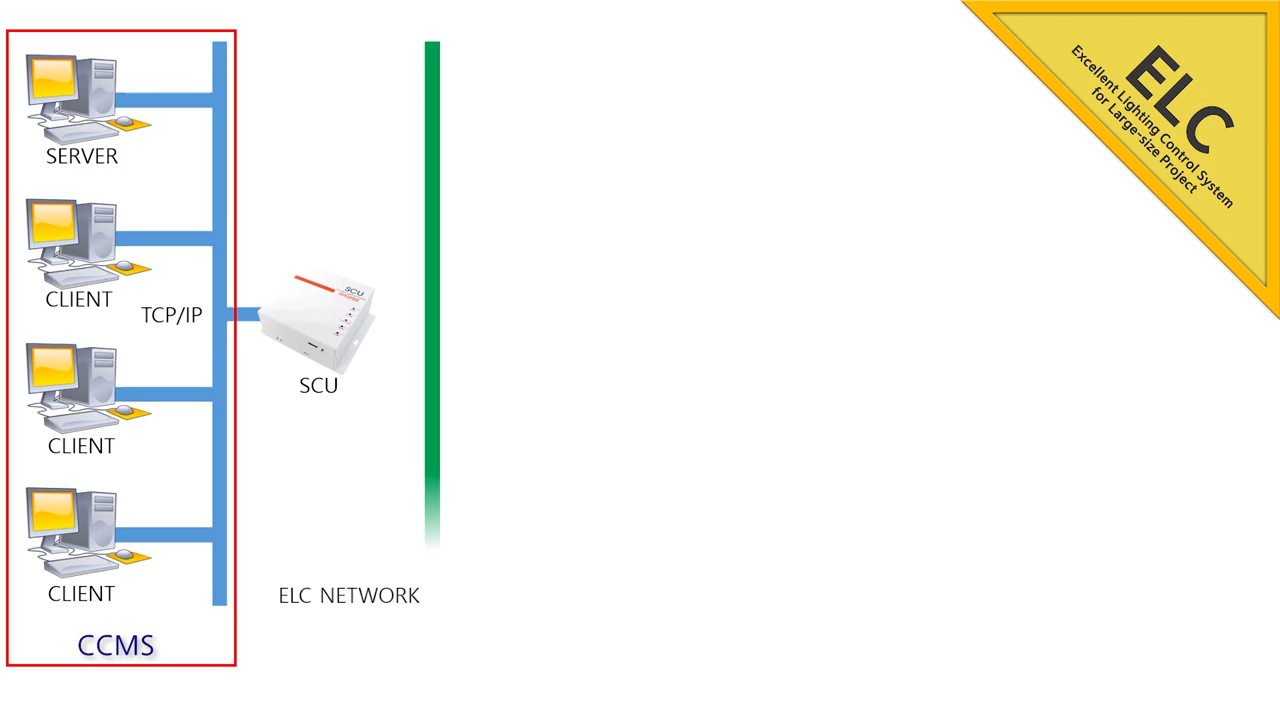 SERVER
CLIENT
TCP/IP
CLIENT
CLIENT
CCMS
SCU
SCU
ELC NETWORK
ELC
Excellent Lighting Control System
for Large-size Project